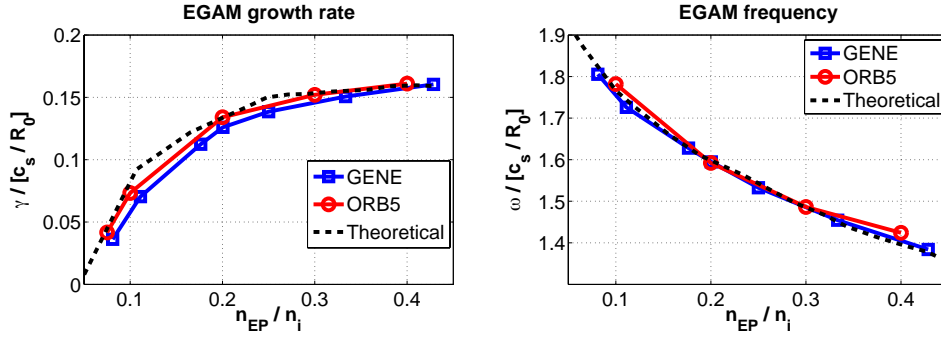 EGAM growth rate
0.2
0.15
0.1
0.05
0
γ / [c_s / R_0]
GENE
ORB5
Theoretical
0.1 0.2 0.3 0.4
n_EP / n_i
EGAM frequency
1.9
1.8
1.7
1.6
1.5
1.4
ω / [c_s / R_0]
GENE
ORB5
Theoretical
0.1 0.2 0.3 0.4
n_EP / n_i